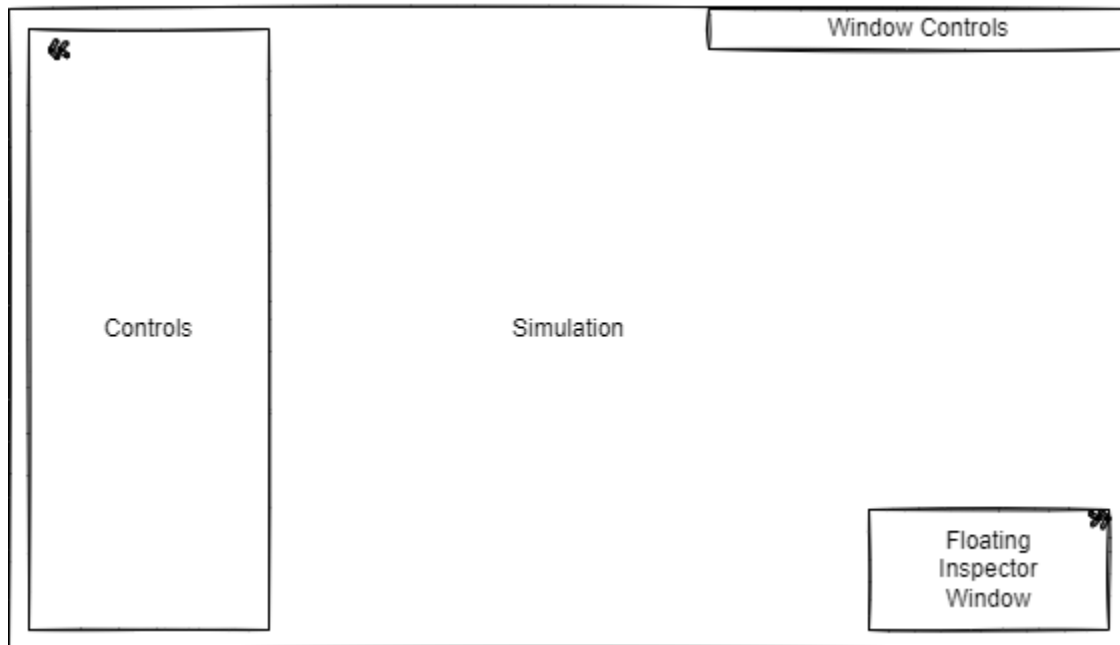 Window Controls
Controls
Simulation
Floating
Inspector
Window